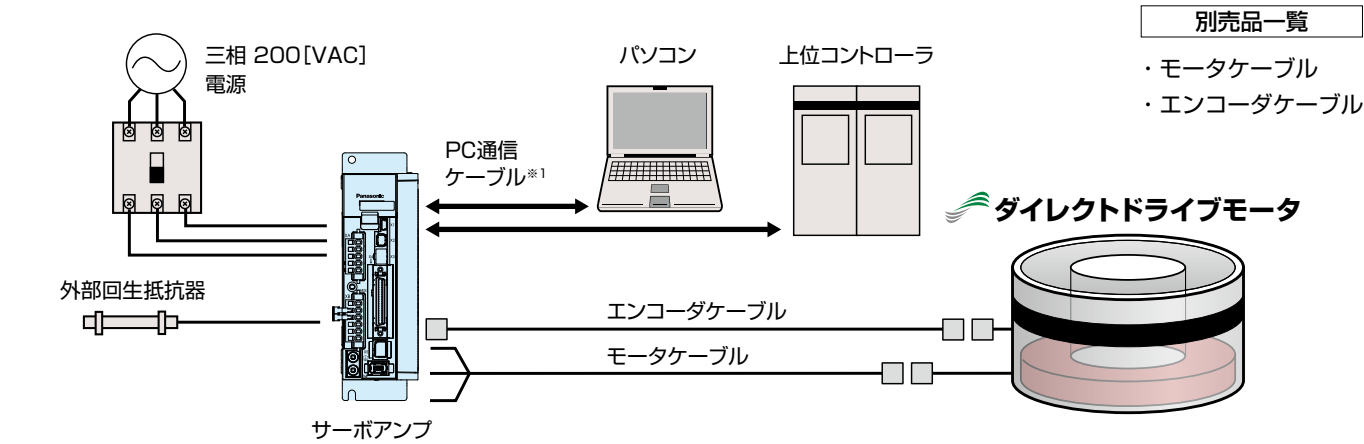 別売品一覧
・モータケーブル
・エンコーダケーブル
三相 200[VAC]
電源
パソコン
上位コントローラ
PC通信
ケーブル※1
Panasonic
ダイレクトドライブモータ
外部回生抵抗器
エンコーダケーブル
モータケーブル
サーボアンプ